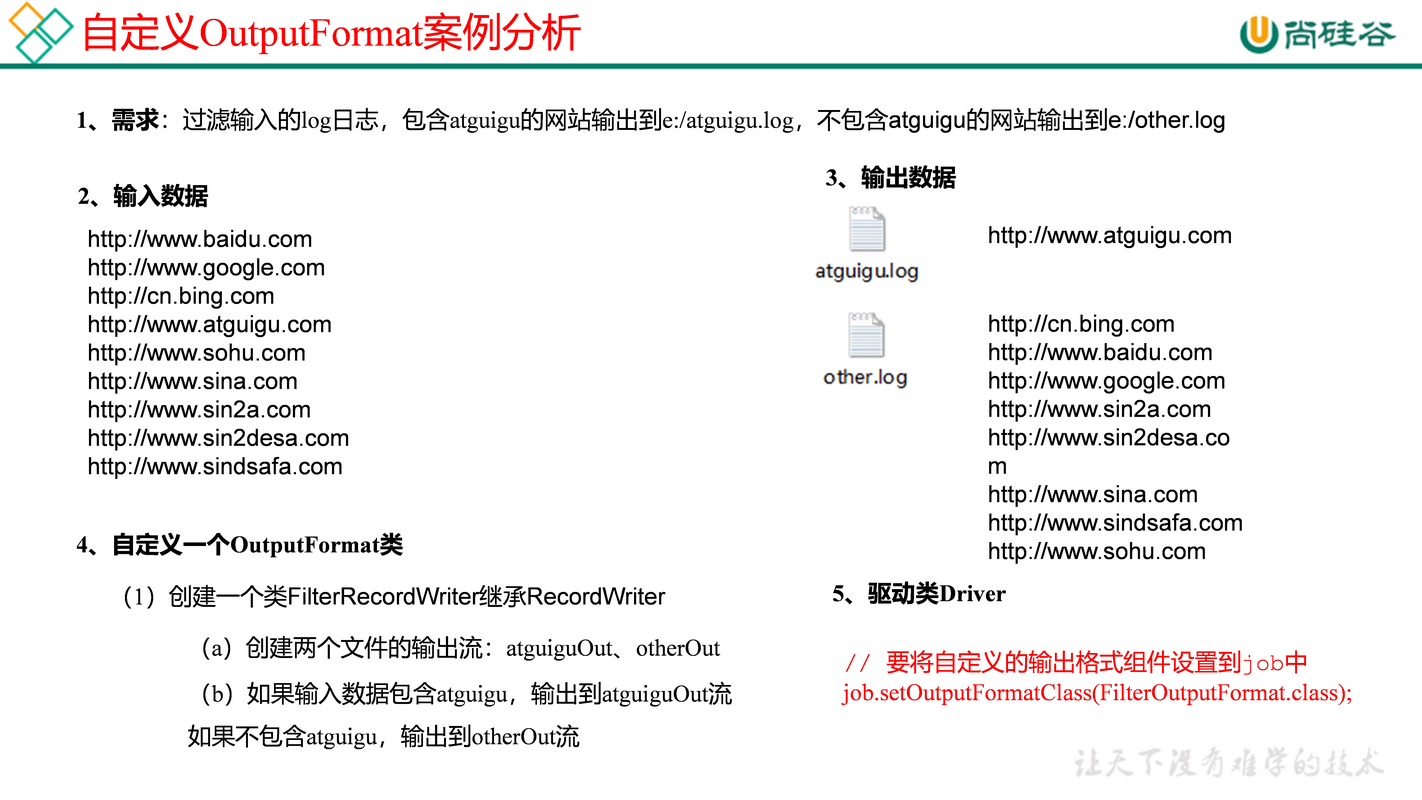 自定义OutputFormat案例分析
尚硅谷
1、需求：过滤输入的log日志，包含atguigu的网站输出到e:/atguigu.log，不包含atguigu的网站输出到e:/other.log
2、输入数据
http://www.baidu.com
http://www.google.com
http://cn.bing.com
http://www.atguigu.com
http://www.sohu.com
http://www.sina.com
http://www.sin2a.com
http://www.sin2desa.com
http://www.sindsafa.com
3、输出数据
atguigu.log
http://www.atguigu.com
other.log
http://cn.bing.com
http://www.baidu.com
http://www.google.com
http://www.sin2a.com
http://www.sin2desa.co
m
http://www.sina.com
http://www.sindsafa.com
http://www.sohu.com
4、自定义一个OutputFormat类
（1）创建一个类FilterRecordWriter继承RecordWriter
（a）创建两个文件的输出流：atguiguOut、otherOut
（b）如果输入数据包含atguigu，输出到atguiguOut流
如果不包含atguigu，输出到otherOut流
5、驱动类Driver
// 要将自定义的输出格式组件设置到job中
job.setOutputFormatClass(FilterOutputFormat.class);
让天下没有难学的技术